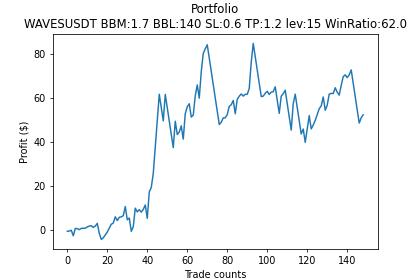 Portfolio
WAVESUSDT BBM:1.7 BBL:140 SL:0.6 TP:1.2 lev:15 WinRatio:62.0
80
60
40
20
0
Profit ($)
0 20 40 60 80 100 120 140
Trade counts